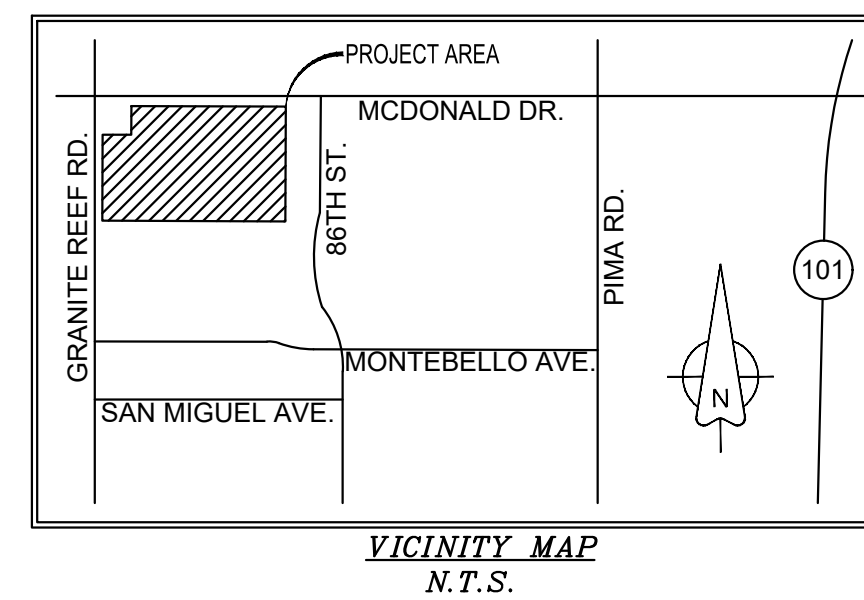 PROJECT AREA
MCDONALD DR.
GRANITE REEF RD.
86TH ST.
PIMA RD.
101
MONTEBELLO AVE.
SAN MIGUEL AVE.
N
VICINITY MAP
N.T.S.